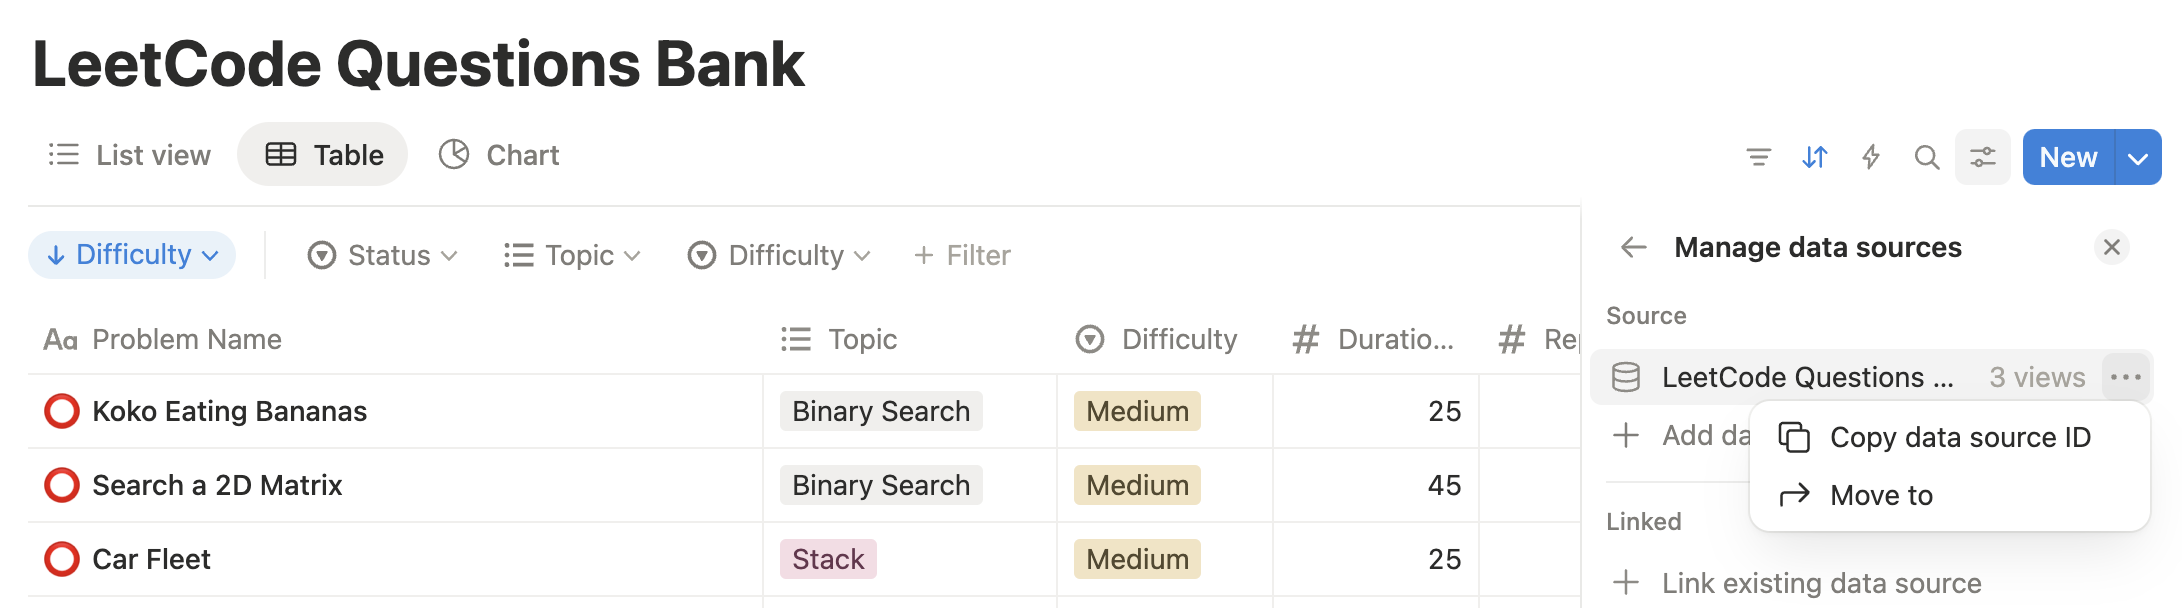 LeetCode Questions Bank
List view Table Chart New
Difficulty Status Topic Difficulty + Filter
Manage data sources
Source
Aa Problem Name Topic Difficulty # Duratio... #
LeetCode Questions ... 3 views
Koko Eating Bananas Binary Search Medium 25
+ Add
Copy data source ID
Search a 2D Matrix Binary Search Medium 45
Move to
Linked
Car Fleet Stack Medium 25
+ Link existing data source